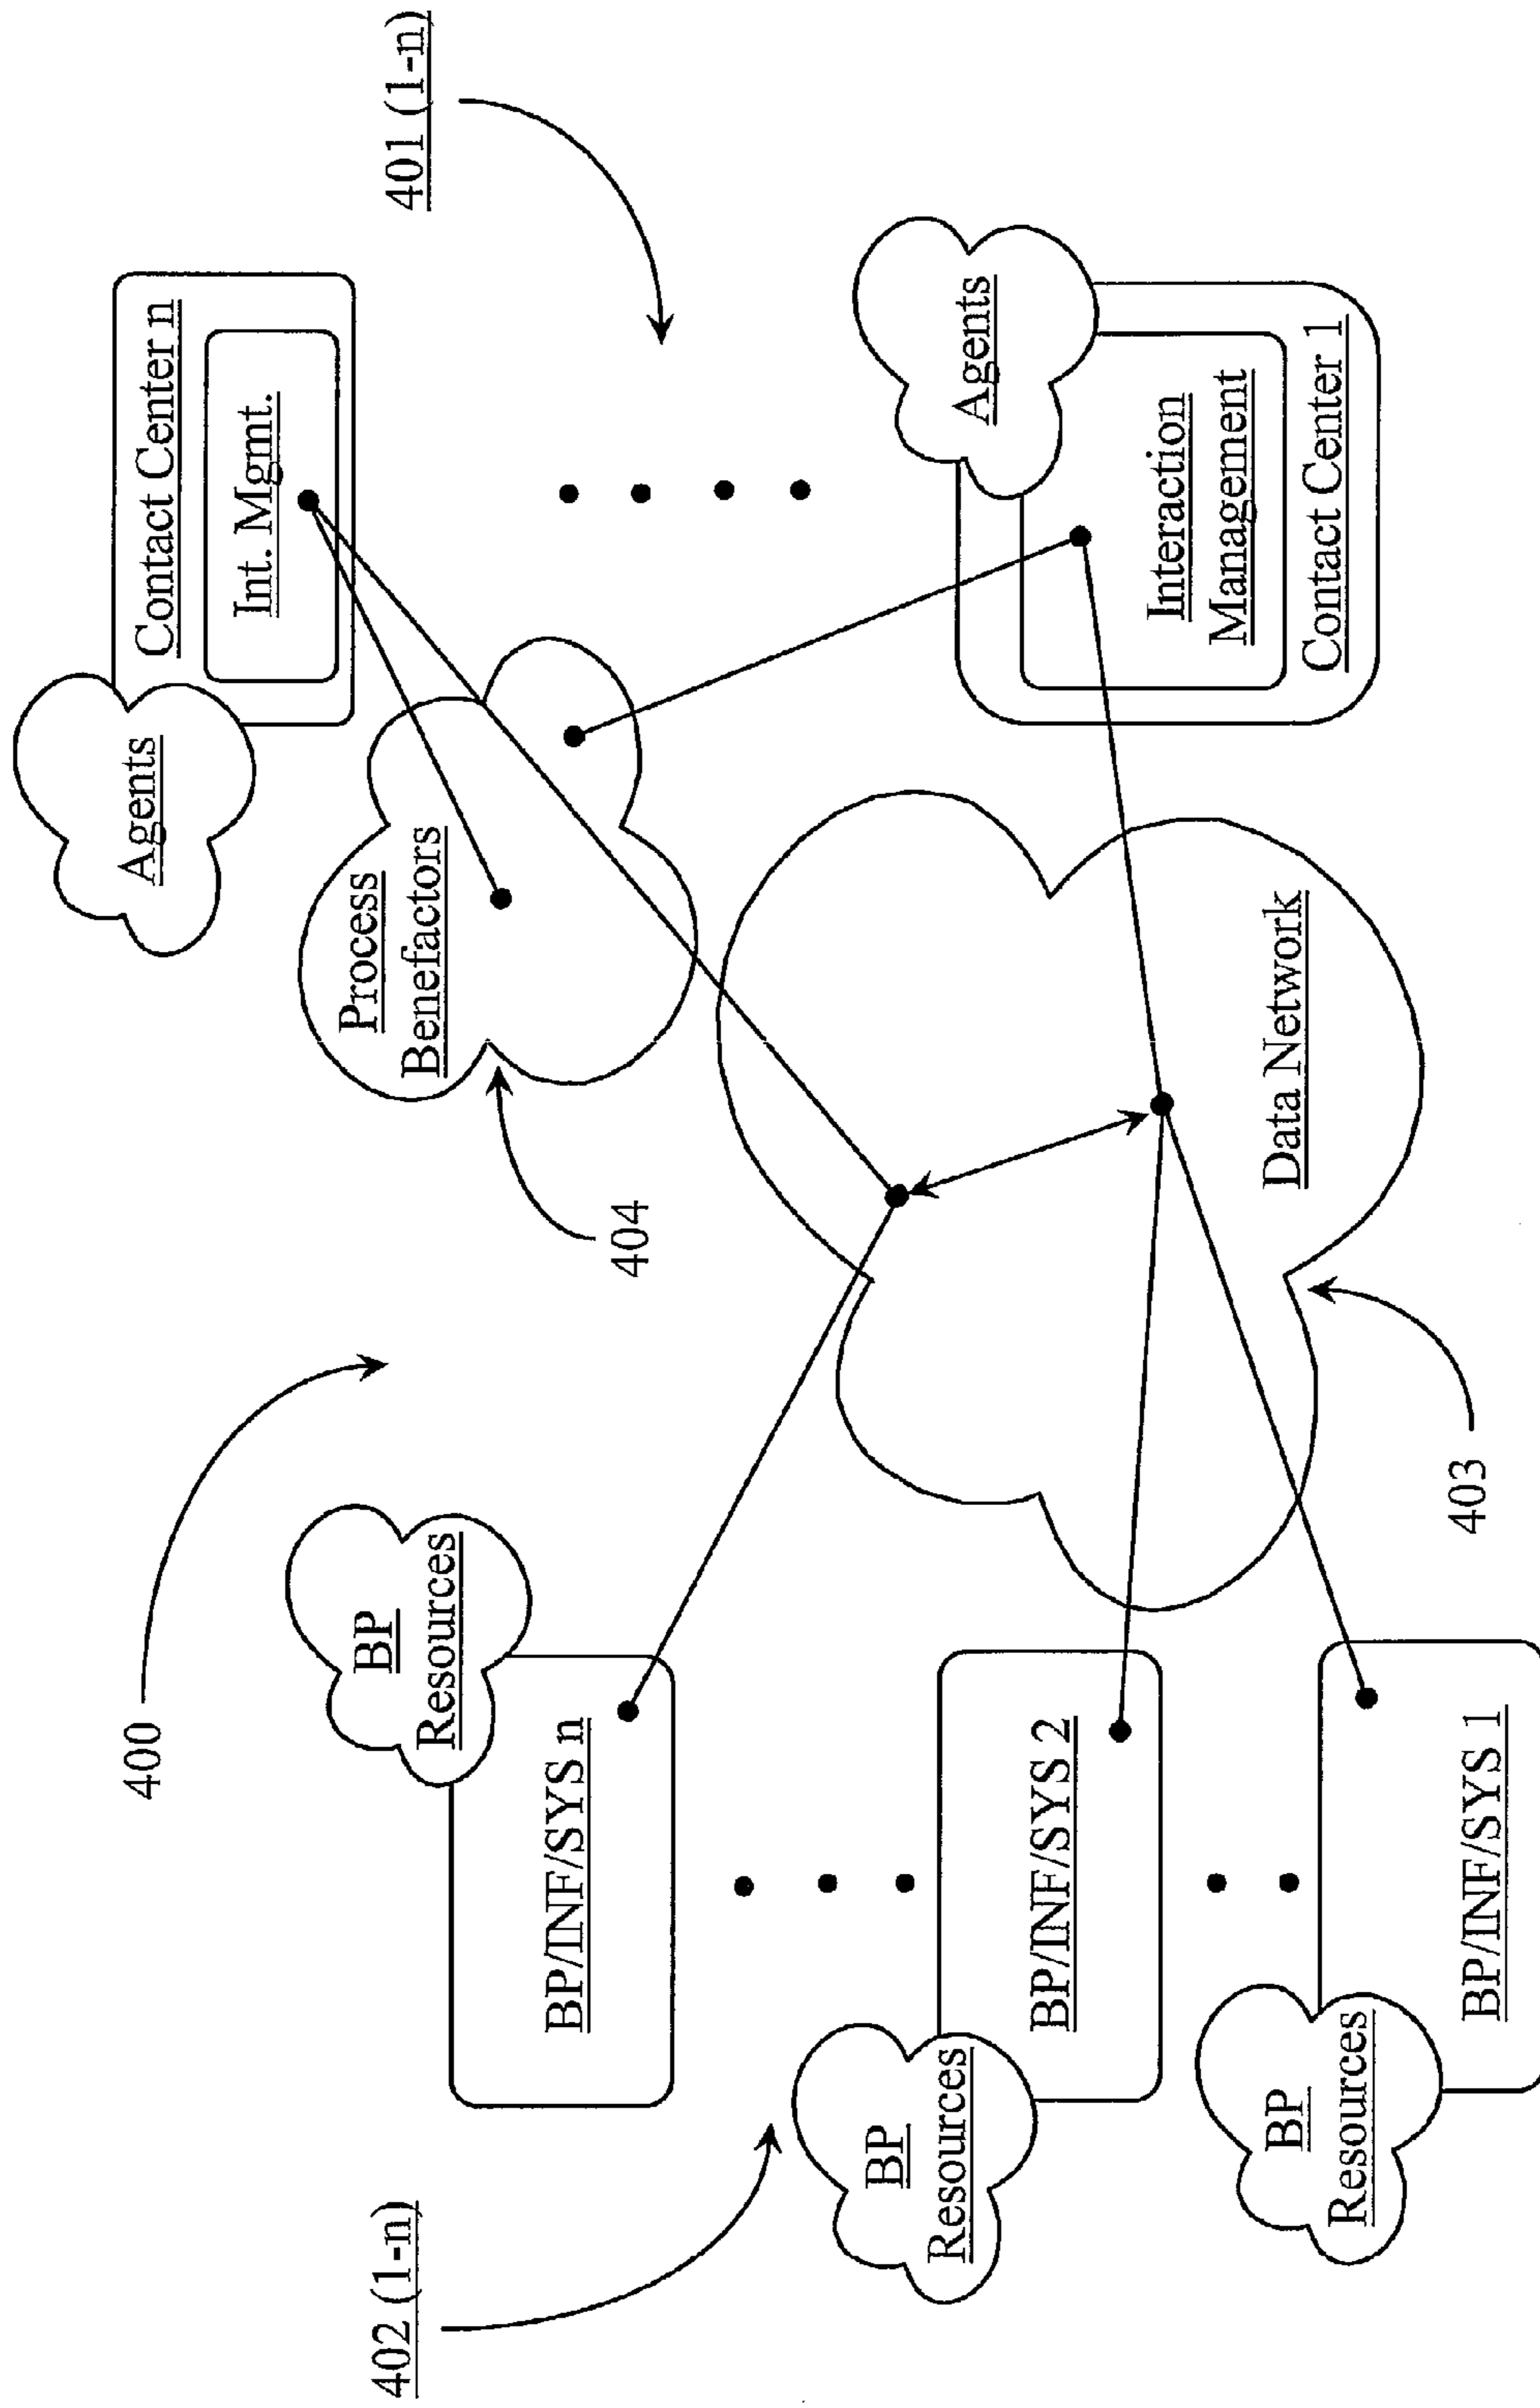 402 (1-n)
400
404
401 (1-n)
BP
Resources
BP/INF/SYS n
BP
Resources
BP/INF/SYS 2
BP
Resources
BP/INF/SYS 1
403
Process
Benefactors
Data Network
Agents
Contact Center n
Int. Mgmt.
Agents
Interaction
Management
Contact Center 1